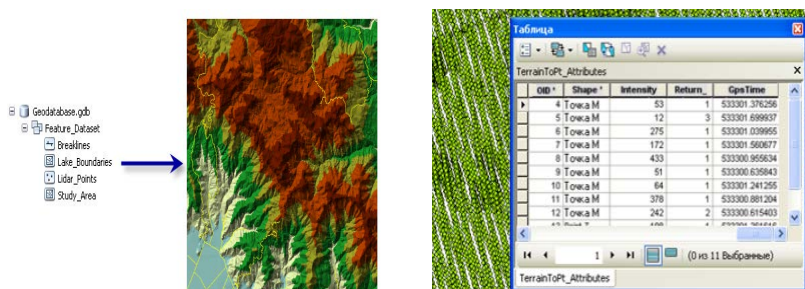 Geodatabase.gdb
Feature_Dataset
Breaklines
Lake_Boundaries
Lidar_Points
Study_Area
Таблица
TerrainToPt_Attributes
OID * Shape * Intensity Return_ GpsTime
4 Точка M 53 1 533301.376256
5 Точка M 12 3 533301.699937
6 Точка M 275 1 533301.039955
7 Точка M 172 1 533301.560677
8 Точка M 433 1 533300.955634
9 Точка M 51 1 533300.635843
10 Точка M 64 1 533301.241255
11 Точка M 378 1 533300.881204
12 Точка M 242 2 533300.615403
1 (0 из 11 Выбранные)
TerrainToPt_Attributes